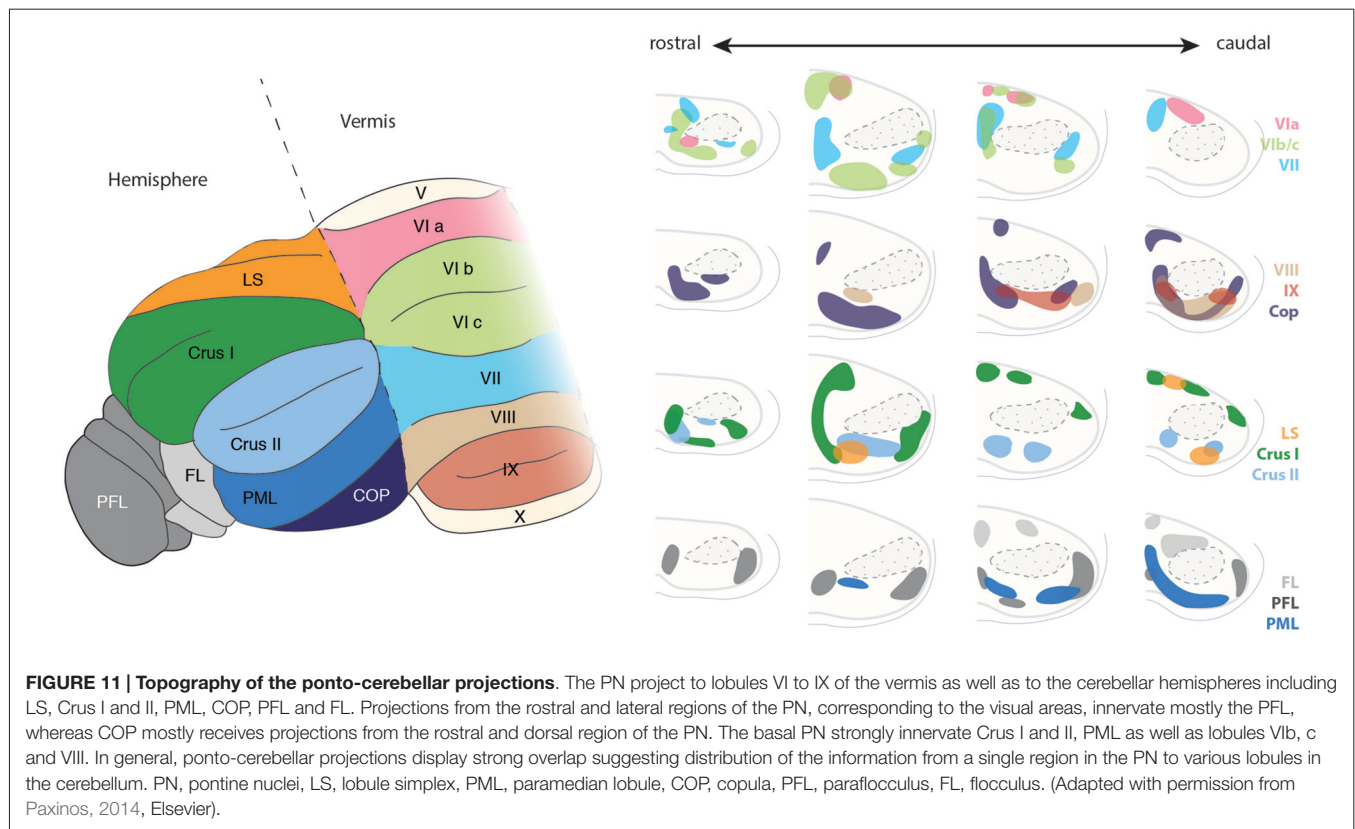 rostral
caudal
Vermis
Hemisphere
V
VI a
LS
VI b
VI c
Crus I
VII
VIII
Crus II
IX
FL
PFL
PML
COP
X
VIa
VIb/c
VII
VIII
IX
Cop
LS
Crus I
Crus II
FL
PFL
PML
FIGURE 11 | Topography of the ponto-cerebellar projections. The PN project to lobules VI to IX of the vermis as well as to the cerebellar hemispheres including
LS, Crus I and II, PML, COP, PFL and FL. Projections from the rostral and lateral regions of the PN, corresponding to the visual areas, innervate mostly the PFL,
whereas COP mostly receives projections from the rostral and dorsal region of the PN. The basal PN strongly innervate Crus I and II, PML as well as lobules VIb, c
and VIII. In general, ponto-cerebellar projections display strong overlap suggesting distribution of the information from a single region in the PN to various lobules in
the cerebellum. PN, pontine nuclei, LS, lobule simplex, PML, paramedian lobule, COP, copula, PFL, paraflocculus, FL, flocculus. (Adapted with permission from
Paxinos, 2014, Elsevier).